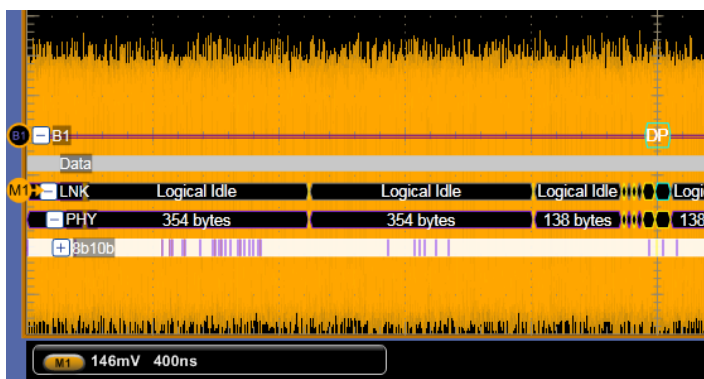 B1 B1 DP
Data
M1 LNK Logical Idle Logical Idle Logical Idle Logi
PHY 354 bytes 354 bytes 138 bytes 138
8b10b
M1 146mV 400ns